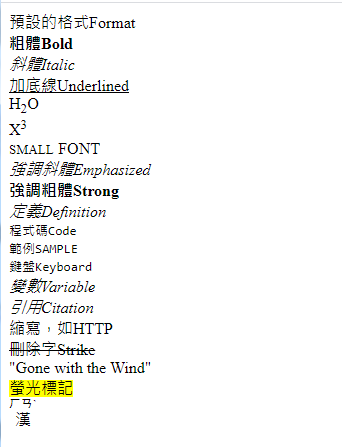 預設的格式Format
粗體Bold
斜體Italic
加底線Underlined
H₂O
X³
SMALL FONT
強調斜體Emphasized
強調粗體Strong
定義Definition
程式碼Code
範例SAMPLE
鍵盤Keyboard
變數Variable
引用Citation
縮寫，如HTTP
刪除字Strike
"Gone with the Wind"
螢光標記
ㄏㄢˋ
漢